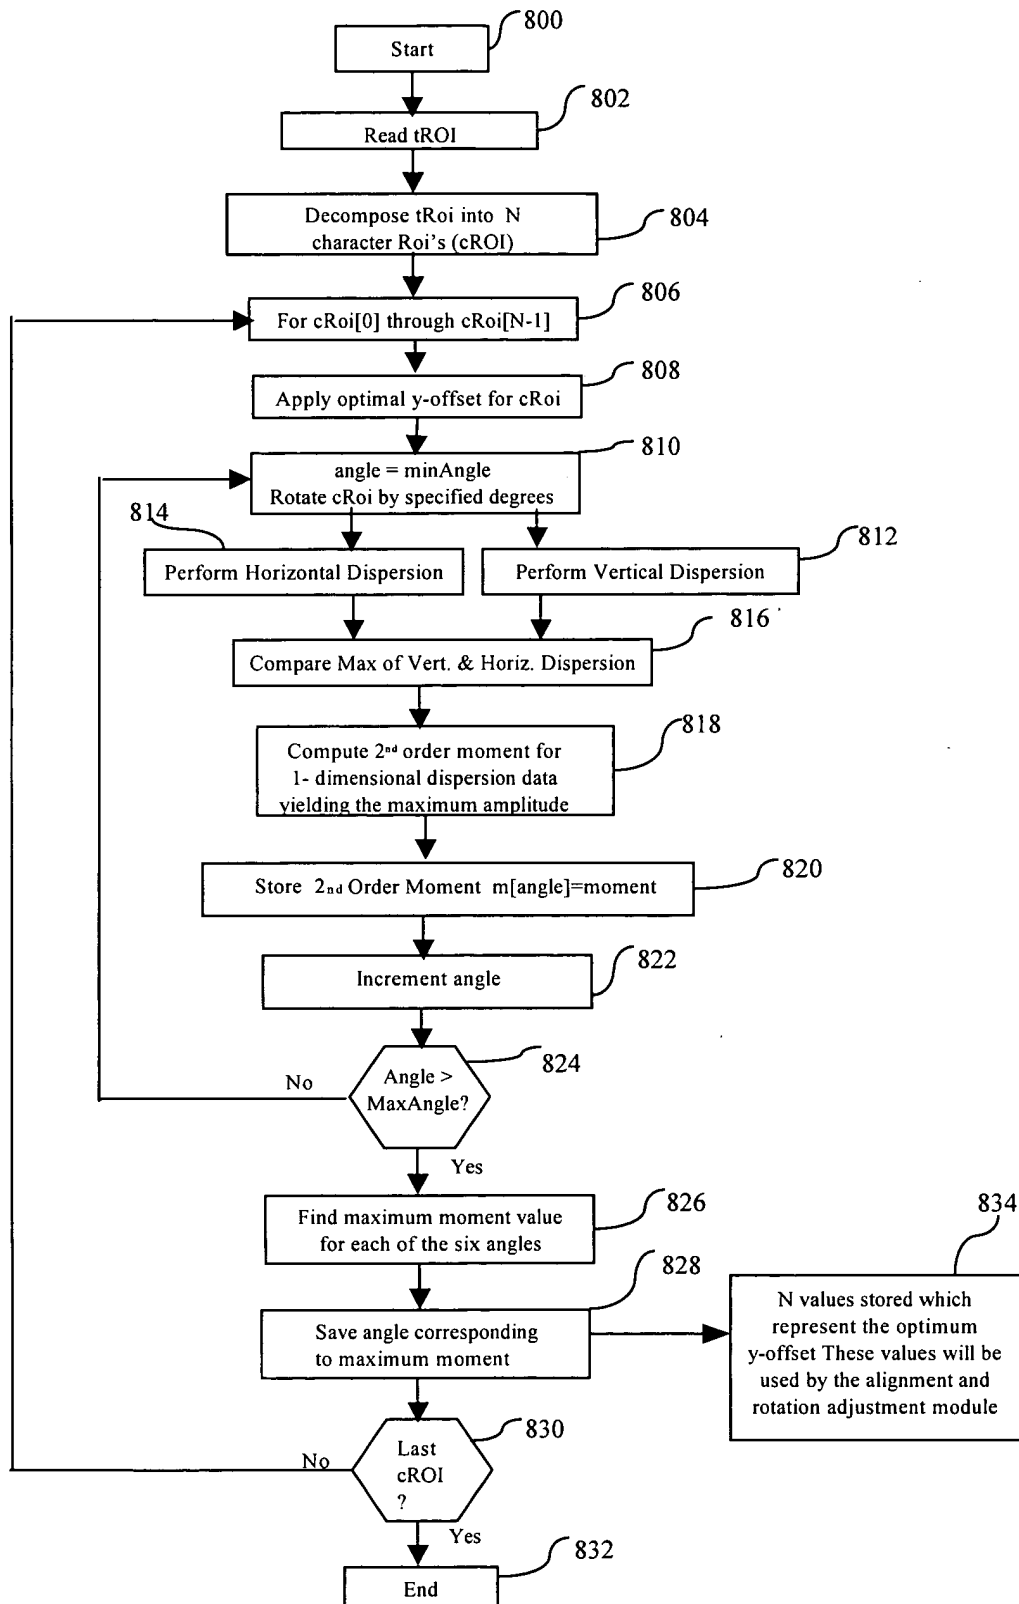 800
Start
802
Read tROI
Decompose tRoi into N
character Roi's (cROI)
804
806
For cRoi[0] through cRoi[N-1]
808
Apply optimal y-offset for cRoi
810
angle = minAngle
Rotate cRoi by specified degrees
814
812
Perform Horizontal Dispersion
Perform Vertical Dispersion
816
Compare Max of Vert. & Horiz. Dispersion
818
Compute 2nd order moment for
1- dimensional dispersion data
yielding the maximum amplitude
820
Store 2nd Order Moment m[angle]=moment
822
Increment angle
824
Angle >
MaxAngle?
No
Yes
826
Find maximum moment value
for each of the six angles
834
828
Save angle corresponding
to maximum moment
N values stored which
represent the optimum
y-offset These values will be
used by the alignment and
rotation adjustment module
830
Last
cROI
?
No
Yes
832
End